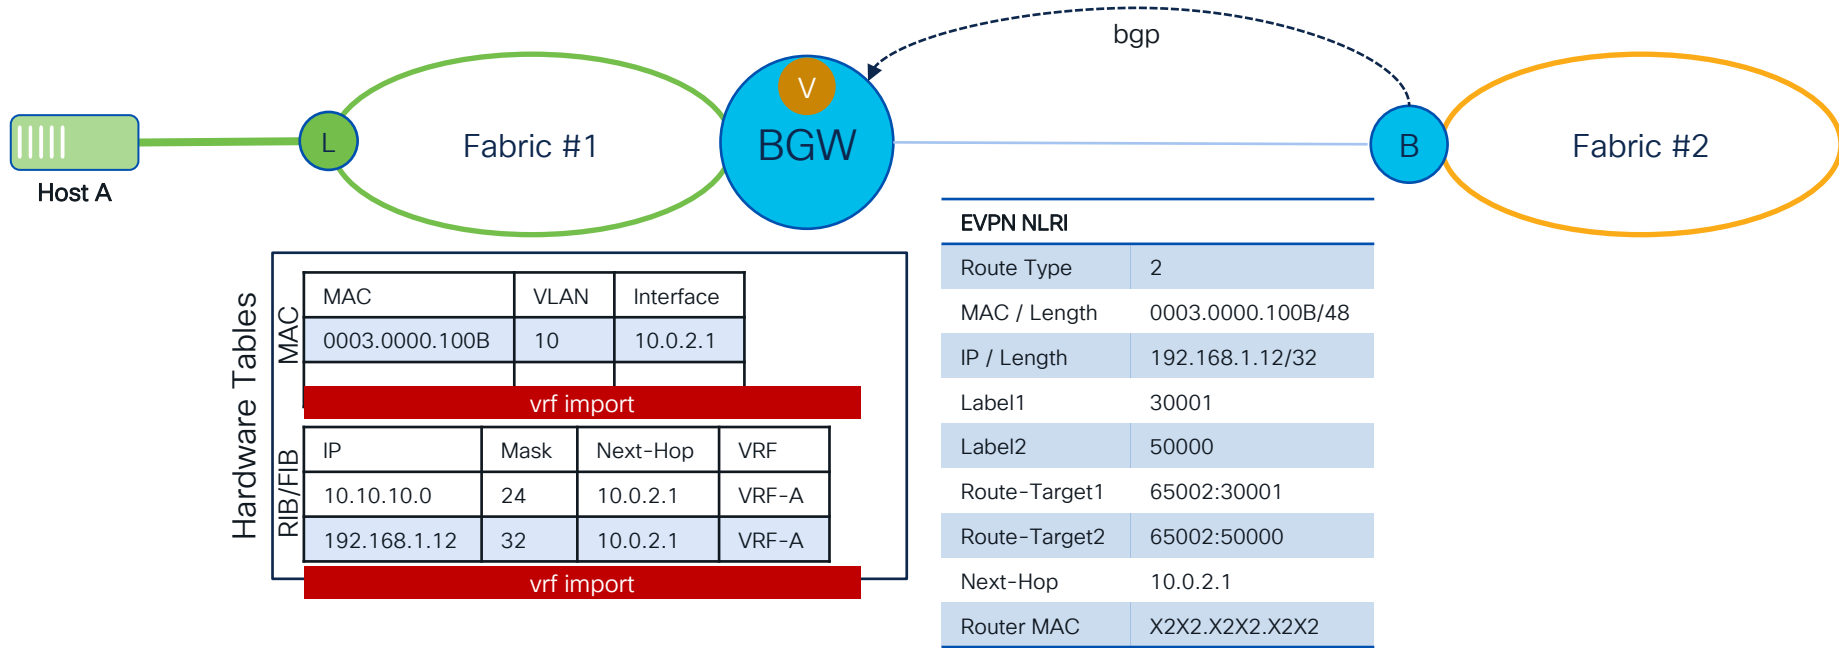 bgp
V
L
Fabric #1
BGW
B
Fabric #2
Host A
Hardware Tables
MAC
MAC VLAN Interface
0003.0000.100B 10 10.0.2.1
vrf import
RIB/FIB
IP Mask Next-Hop VRF
10.10.10.0 24 10.0.2.1 VRF-A
192.168.1.12 32 10.0.2.1 VRF-A
vrf import
EVPN NLRI
Route Type 2
MAC / Length 0003.0000.100B/48
IP / Length 192.168.1.12/32
Label1 30001
Label2 50000
Route-Target1 65002:30001
Route-Target2 65002:50000
Next-Hop 10.0.2.1
Router MAC X2X2.X2X2.X2X2